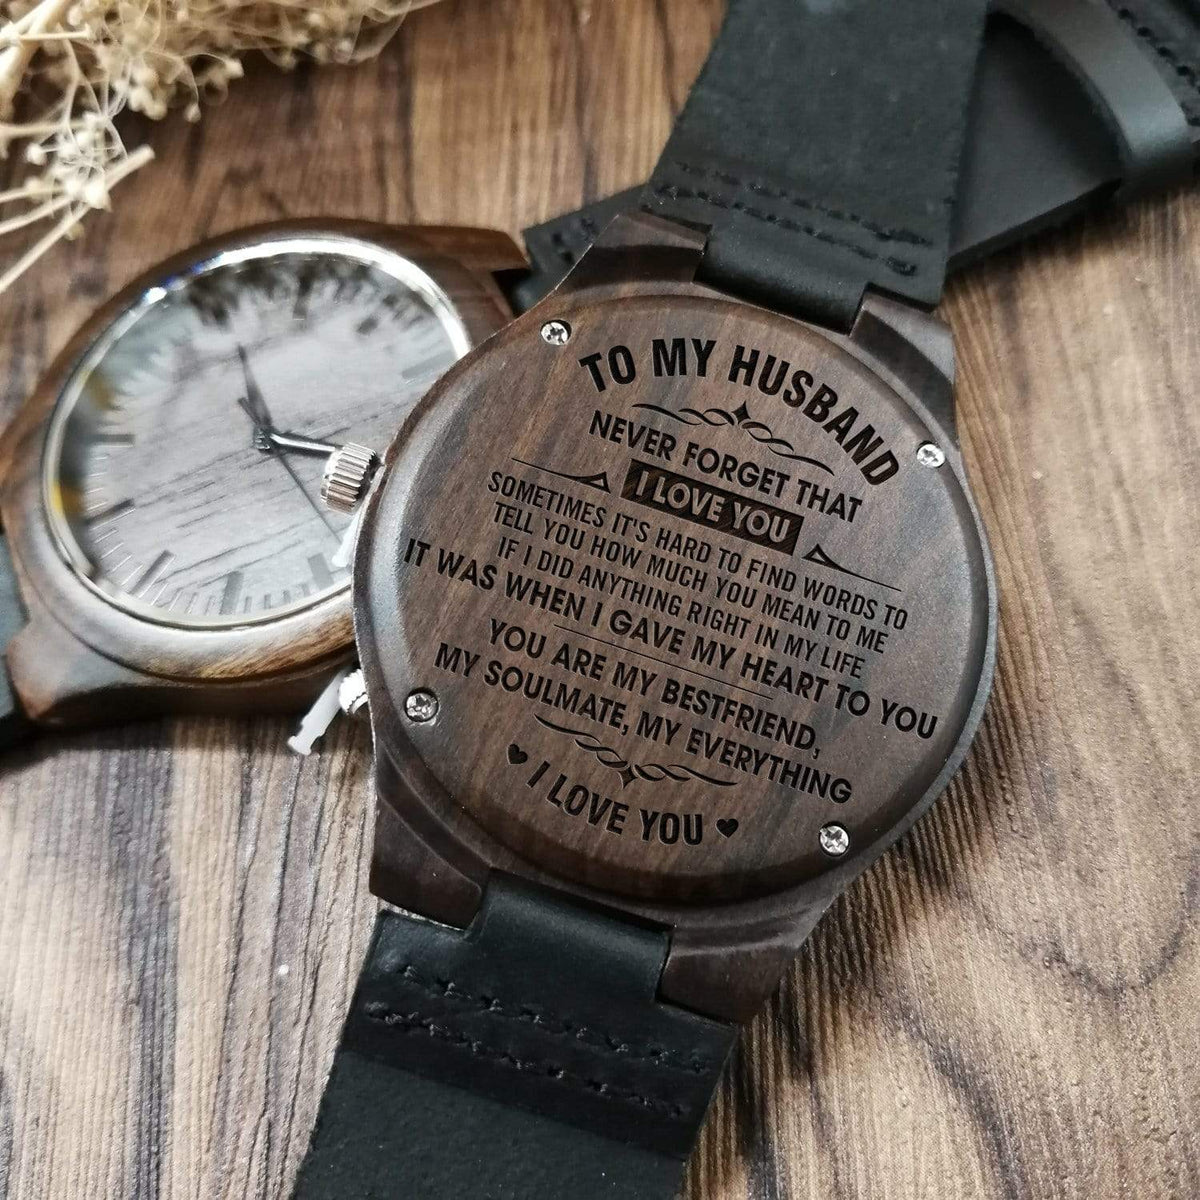 TO MY HUSBAND
NEVER FORGET THAT
I LOVE YOU
SOMETIMES IT'S HARD TO FIND WORDS TO
TELL YOU HOW MUCH YOU MEAN TO ME
IF I DID ANYTHING RIGHT IN MY LIFE
IT WAS WHEN I GAVE MY HEART TO YOU
YOU ARE MY BESTFRIEND,
MY SOULMATE, MY EVERYTHING
I LOVE YOU